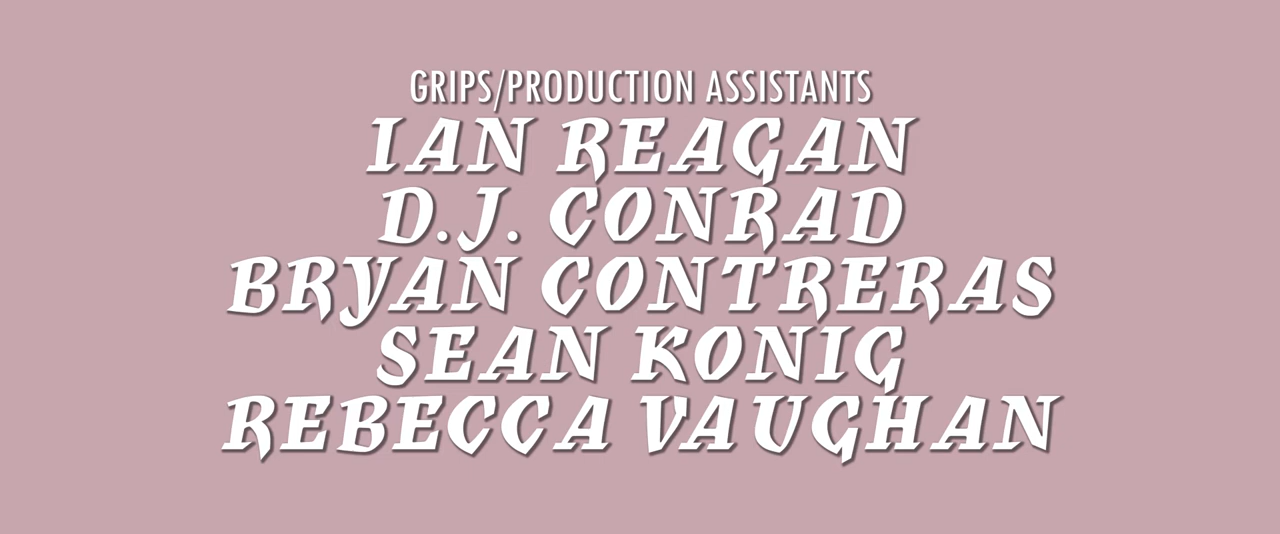 GRIPS/PRODUCTION ASSISTANTS
IAN REAGAN
D.J. CONRAD
BRYAN CONTRERAS
SEAN KONIG
REBECCA VAUGHAN